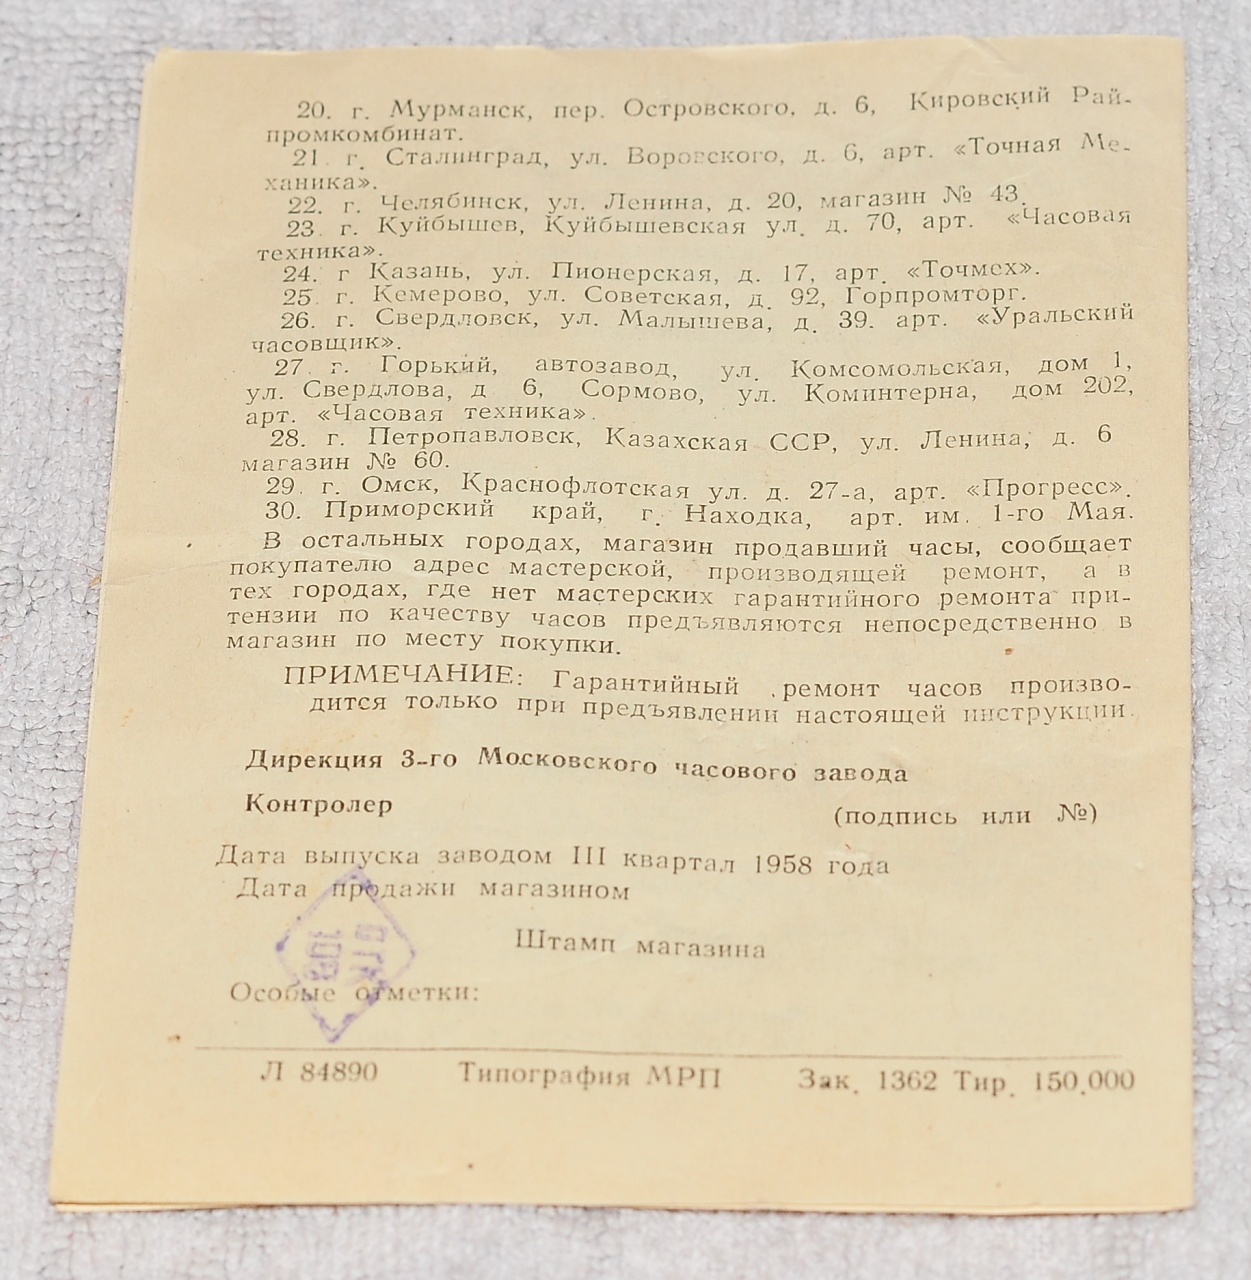 20. г. Мурманск, пер. Островского, д. 6, Кировский Рай-
промкомбинат.
21. г. Сталинград, ул. Воровского, д. 6, арт. «Точная Ме-
ханика».
22. г. Челябинск, ул. Ленина, д. 20, магазин № 43.
23. г. Куйбышев, Куйбышевская ул. д. 70, арт. «Часовая
техника».
24. г Казань, ул. Пионерская, д. 17, арт. «Точмех».
25. г. Кемерово, ул. Советская, д. 92, Горпромторг.
26. г. Свердловск, ул. Малышева, д. 39. арт. «Уральский
часовщик».
27. г. Горький, автозавод, ул. Комсомольская, дом 1,
ул. Свердлова, д 6, Сормово, ул. Коминтерна, дом 202,
арт. «Часовая техника».
28. г. Петропавловск, Казахская ССР, ул. Ленина, д. 6
магазин № 60.
29. г. Омск, Краснофлотская ул. д. 27-а, арт. «Прогресс».
30. Приморский край, г. Находка, арт. им. 1-го Мая.
В остальных городах, магазин продавший часы, сообщает
покупателю адрес мастерской, производящей ремонт, а в
тех городах, где нет мастерских гарантийного ремонта при-
тензии по качеству часов предъявляются непосредственно в
магазин по месту покупки.
ПРИМЕЧАНИЕ: Гарантийный ремонт часов произво-
дится только при предъявлении настоящей инструкции.
Дирекция 3-го Московского часового завода
Контролер (подпись или №)
Дата выпуска заводом III квартал 1958 года
Дата продажи магазином
ОТК
Штамп магазина
Особые отметки:
Л 84890 Типография МРП Зак. 1362 Тир. 150.000